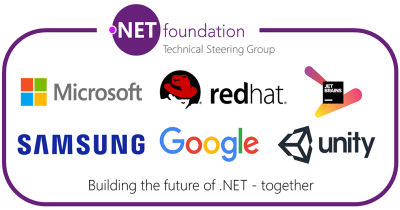 .NET foundation
Technical Steering Group
Microsoft redhat. JET BRAINS
SAMSUNG Google unity
Building the future of .NET - together